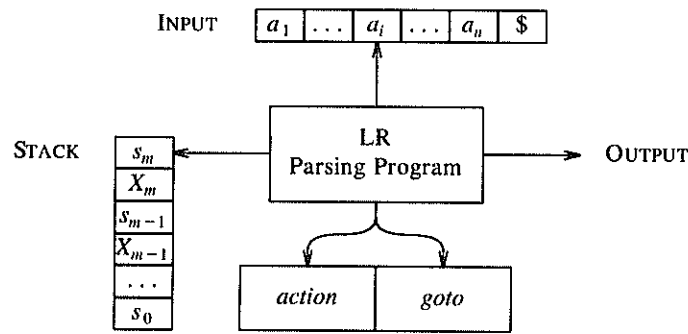 INPUT a₁ ... aᵢ ... aₙ $
LR
Parsing Program
STACK
OUTPUT
sₘ
Xₘ
sₘ₋₁
Xₘ₋₁
...
s₀
action goto